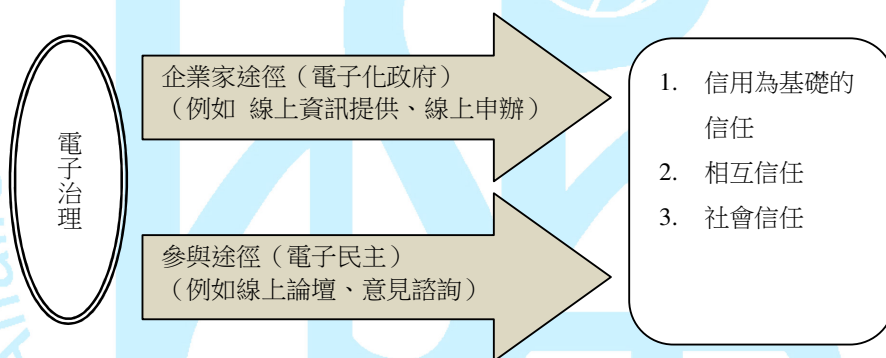 電子治理
企業家途徑（電子化政府）
（例如 線上資訊提供、線上申辦）
參與途徑（電子民主）
（例如線上論壇、意見諮詢）
1. 信用為基礎的
信任
2. 相互信任
3. 社會信任